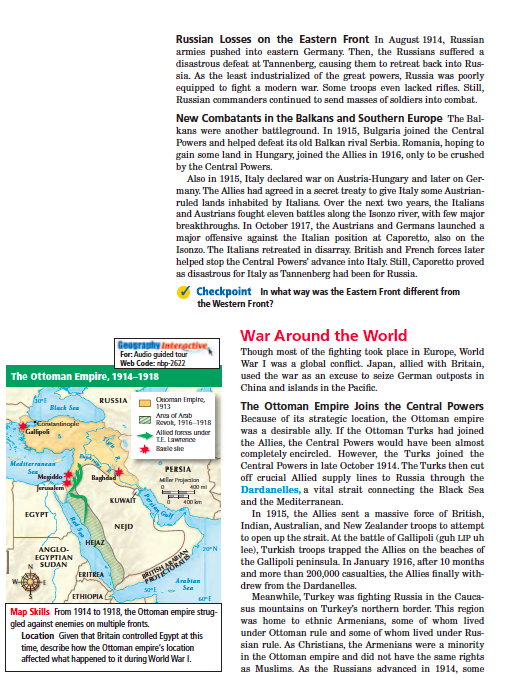 Russian Losses on the Eastern Front In August 1914, Russian
armies pushed into eastern Germany. Then, the Russians suffered a
disastrous defeat at Tannenberg, causing them to retreat back into Rus-
sia. As the least industrialized of the great powers, Russia was poorly
equipped to fight a modern war. Some troops even lacked rifles. Still,
Russian commanders continued to send masses of soldiers into combat.
New Combatants in the Balkans and Southern Europe The Bal-
kans were another battleground. In 1915, Bulgaria joined the Central
Powers and helped defeat its old Balkan rival Serbia. Romania, hoping to
gain some land in Hungary, joined the Allies in 1916, only to be crushed
by the Central Powers.
Also in 1915, Italy declared war on Austria-Hungary and later on Ger-
many. The Allies had agreed in a secret treaty to give Italy some Austrian-
ruled lands inhabited by Italians. Over the next two years, the Italians
and Austrians fought eleven battles along the Isonzo river, with few major
breakthroughs. In October 1917, the Austrians and Germans launched a
major offensive against the Italian position at Caporetto, also on the
Isonzo. The Italians retreated in disarray. British and French forces later
helped stop the Central Powers' advance into Italy. Still, Caporetto proved
as disastrous for Italy as Tannenberg had been for Russia.
Checkpoint In what way was the Eastern Front different from
the Western Front?
War Around the World
Though most of the fighting took place in Europe, World
War I was a global conflict. Japan, allied with Britain,
used the war as an excuse to seize German outposts in
China and islands in the Pacific.
The Ottoman Empire Joins the Central Powers
Because of its strategic location, the Ottoman empire
was a desirable ally. If the Ottoman Turks had joined
the Allies, the Central Powers would have been almost
completely encircled. However, the Turks joined the
Central Powers in late October 1914. The Turks then cut
off crucial Allied supply lines to Russia through the
Dardanelles, a vital strait connecting the Black Sea
and the Mediterranean.
In 1915, the Allies sent a massive force of British,
Indian, Australian, and New Zealander troops to attempt
to open up the strait. At the battle of Gallipoli (guh LIP uh
lee), Turkish troops trapped the Allies on the beaches of
the Gallipoli peninsula. In January 1916, after 10 months
and more than 200,000 casualties, the Allies finally with-
drew from the Dardanelles.
Meanwhile, Turkey was fighting Russia in the Cauca-
sus mountains on Turkey's northern border. This region
was home to ethnic Armenians, some of whom lived
under Ottoman rule and some of whom lived under Rus-
sian rule. As Christians, the Armenians were a minority
in the Ottoman empire and did not have the same rights
as Muslims. As the Russians advanced in 1914, some
Geography Interactive
For: Audio guided tour
Web Code: nbp-2622
The Ottoman Empire, 1914–1918
30°E
Black Sea
RUSSIA
Ottoman Empire,
1913
Area of Arab
Revolt, 1916–1918
Allied forces under
T.E. Lawrence
Battle site
Constantinople
Gallipoli
Mediterranean
Sea
Megiddo
Jerusalem
Baghdad
PERSIA
Miller Projection
0 400 mi
0 400 km
KUWAIT
Persian Gulf
EGYPT
NEJD
Red Sea
HEJAZ
ANGLO-
EGYPTIAN
SUDAN
BRITISH ARABIAN
PROTECTORATES
20°N
ERITREA
Arabian
Sea
W
E
S
ETHIOPIA
50°E
60°E
Map Skills From 1914 to 1918, the Ottoman empire strug-
gled against enemies on multiple fronts.
Location Given that Britain controlled Egypt at this
time, describe how the Ottoman empire's location
affected what happened to it during World War I.